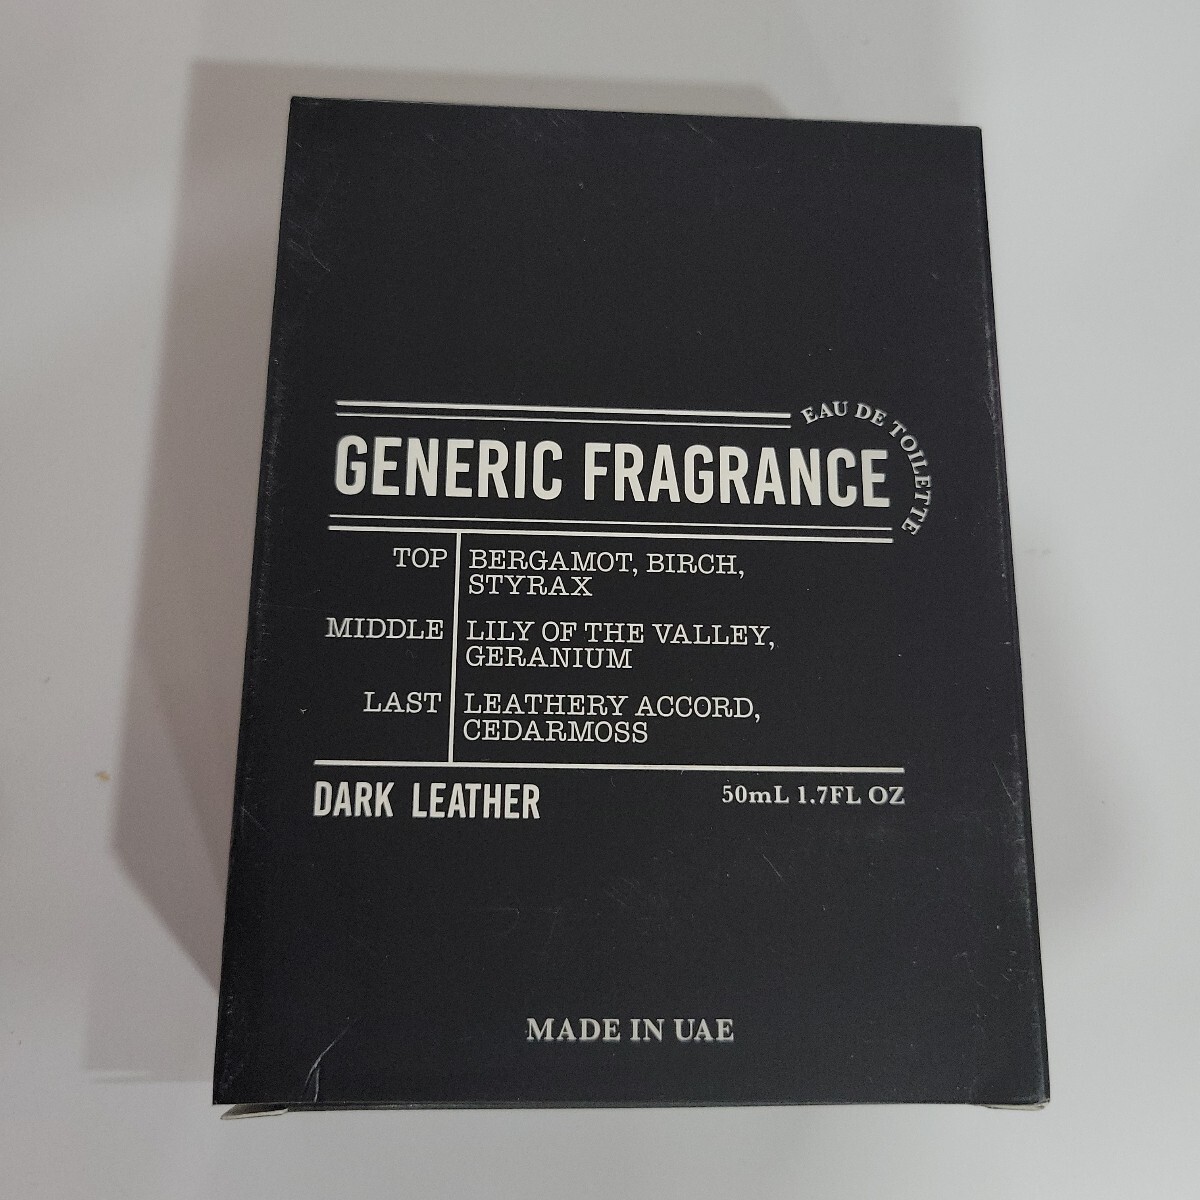 EAU DE TOILETTE
GENERIC FRAGRANCE
TOP BERGAMOT, BIRCH,
STYRAX
MIDDLE LILY OF THE VALLEY,
GERANIUM
LAST LEATHERY ACCORD,
CEDARMOSS
DARK LEATHER 50mL 1.7FL OZ
MADE IN UAE